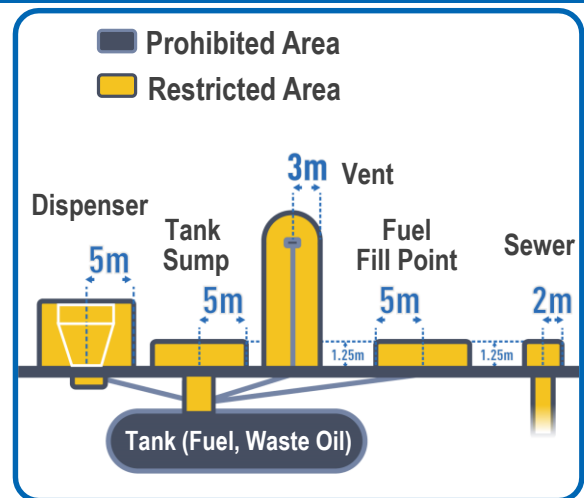 Prohibited Area
Restricted Area
3m
Vent
Dispenser
Tank
Sump
Fuel
Fill Point
Sewer
5m
5m
5m
2m
1.25m
1.25m
Tank (Fuel, Waste Oil)